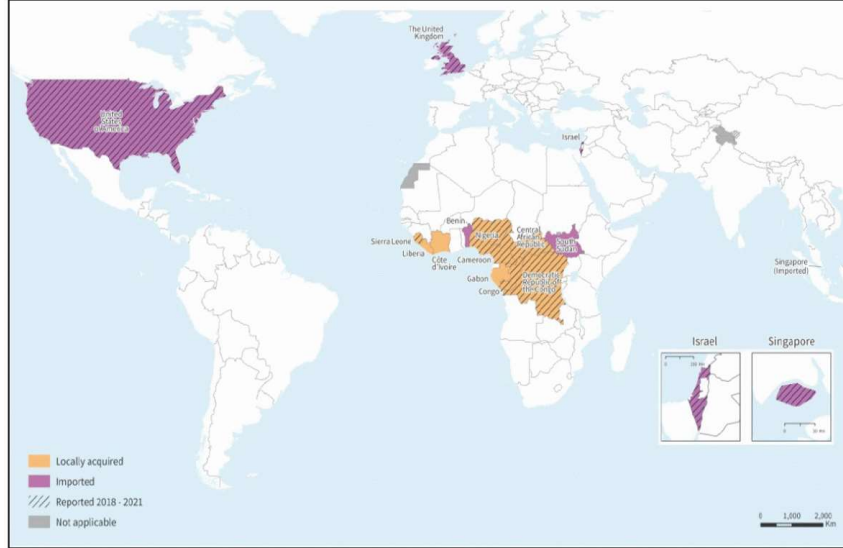 The United
Kingdom
United
States
of America
Israel
Benin
Nigeria
Central
African
Republic
South
Sudan
Sierra Leone
Liberia
Côte
d'Ivoire
Cameroon
Gabon
Congo
Democratic
Republic of
the Congo
Singapore
(Imported)
Israel
Singapore
Locally acquired
Imported
Reported 2018 - 2021
Not applicable
0 1,000 2,000
Km